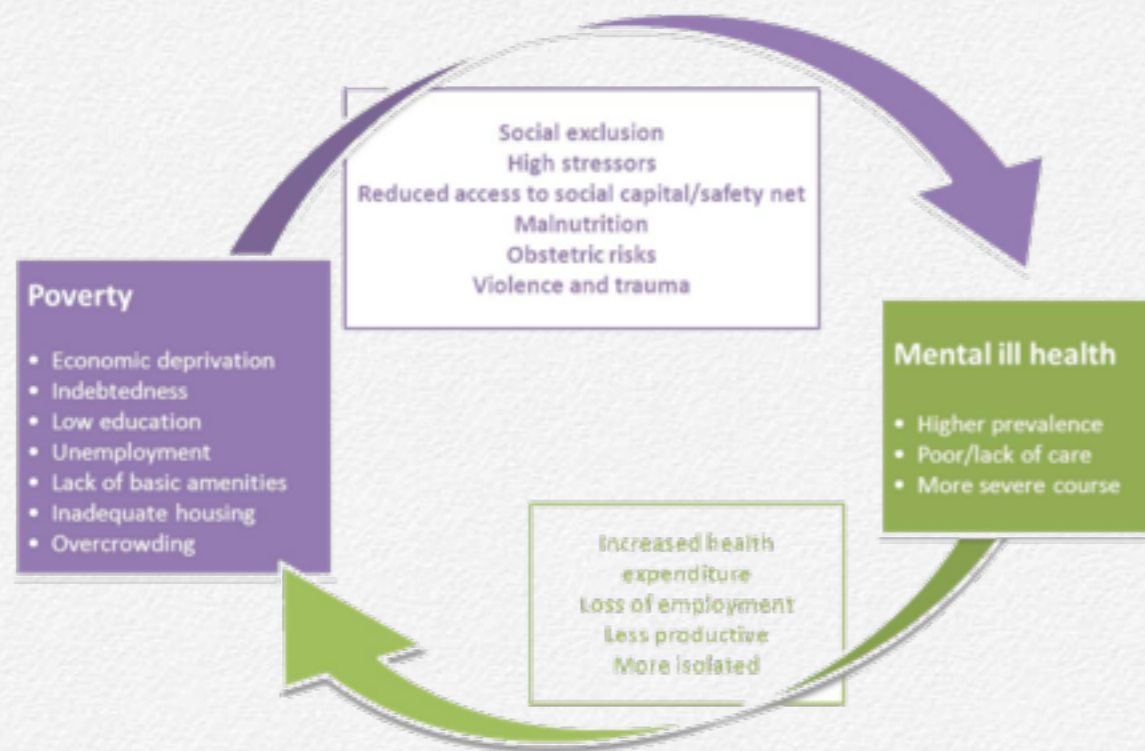 Social exclusion
High stressors
Reduced access to social capital/safety net
Malnutrition
Obstetric risks
Violence and trauma
Poverty
• Economic deprivation
• Indebtedness
• Low education
• Unemployment
• Lack of basic amenities
• Inadequate housing
• Overcrowding
Mental ill health
• Higher prevalence
• Poor/lack of care
• More severe course
Increased health
expenditure
Loss of employment
Less productive
More isolated